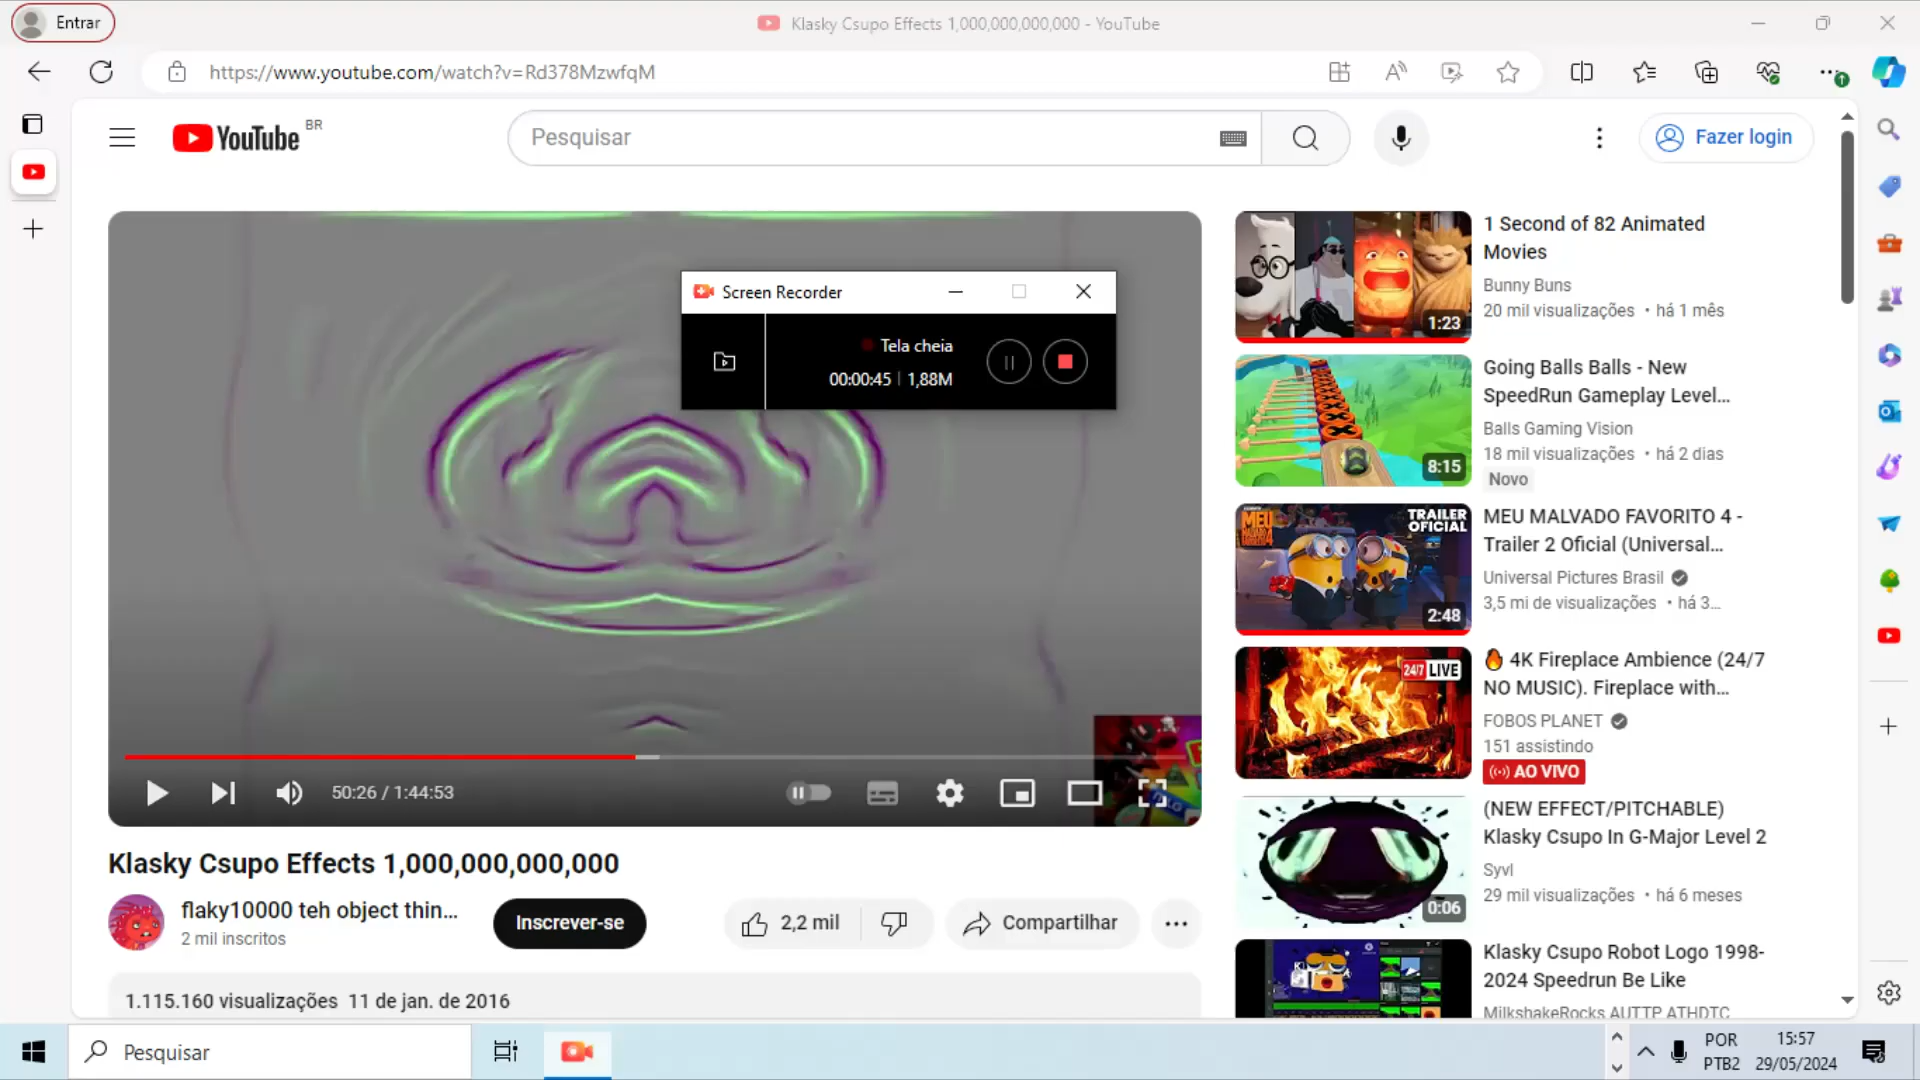 Entrar
Klasky Csupo Effects 1,000,000,000,000 - YouTube
https://www.youtube.com/watch?v=Rd378MzwfqM
YouTube BR
Pesquisar
Fazer login
Screen Recorder
Tela cheia
00:00:45 | 1,88M
50:26 / 1:44:53
Klasky Csupo Effects 1,000,000,000,000
flaky10000 teh object thin...
2 mil inscritos
Inscrever-se
2,2 mil
Compartilhar
1.115.160 visualizações 11 de jan. de 2016
1:23
1 Second of 82 Animated
Movies
Bunny Buns
20 mil visualizações • há 1 mês
8:15
Going Balls Balls - New
SpeedRun Gameplay Level...
Balls Gaming Vision
18 mil visualizações • há 2 dias
Novo
MEU MALVADO FAVORITO 4
TRAILER
OFICIAL
2:48
MEU MALVADO FAVORITO 4 -
Trailer 2 Oficial (Universal...
Universal Pictures Brasil
3,5 mi de visualizações • há 3...
24/7 LIVE
🔥 4K Fireplace Ambience (24/7
NO MUSIC). Fireplace with...
FOBOS PLANET
151 assistindo
AO VIVO
0:06
(NEW EFFECT/PITCHABLE)
Klasky Csupo In G-Major Level 2
Syvl
29 mil visualizações • há 6 meses
Klasky Csupo Robot Logo 1998-
2024 Speedrun Be Like
MilkshakeRocks AUTTP ATHDTC
Pesquisar
POR
PTB2
15:57
29/05/2024